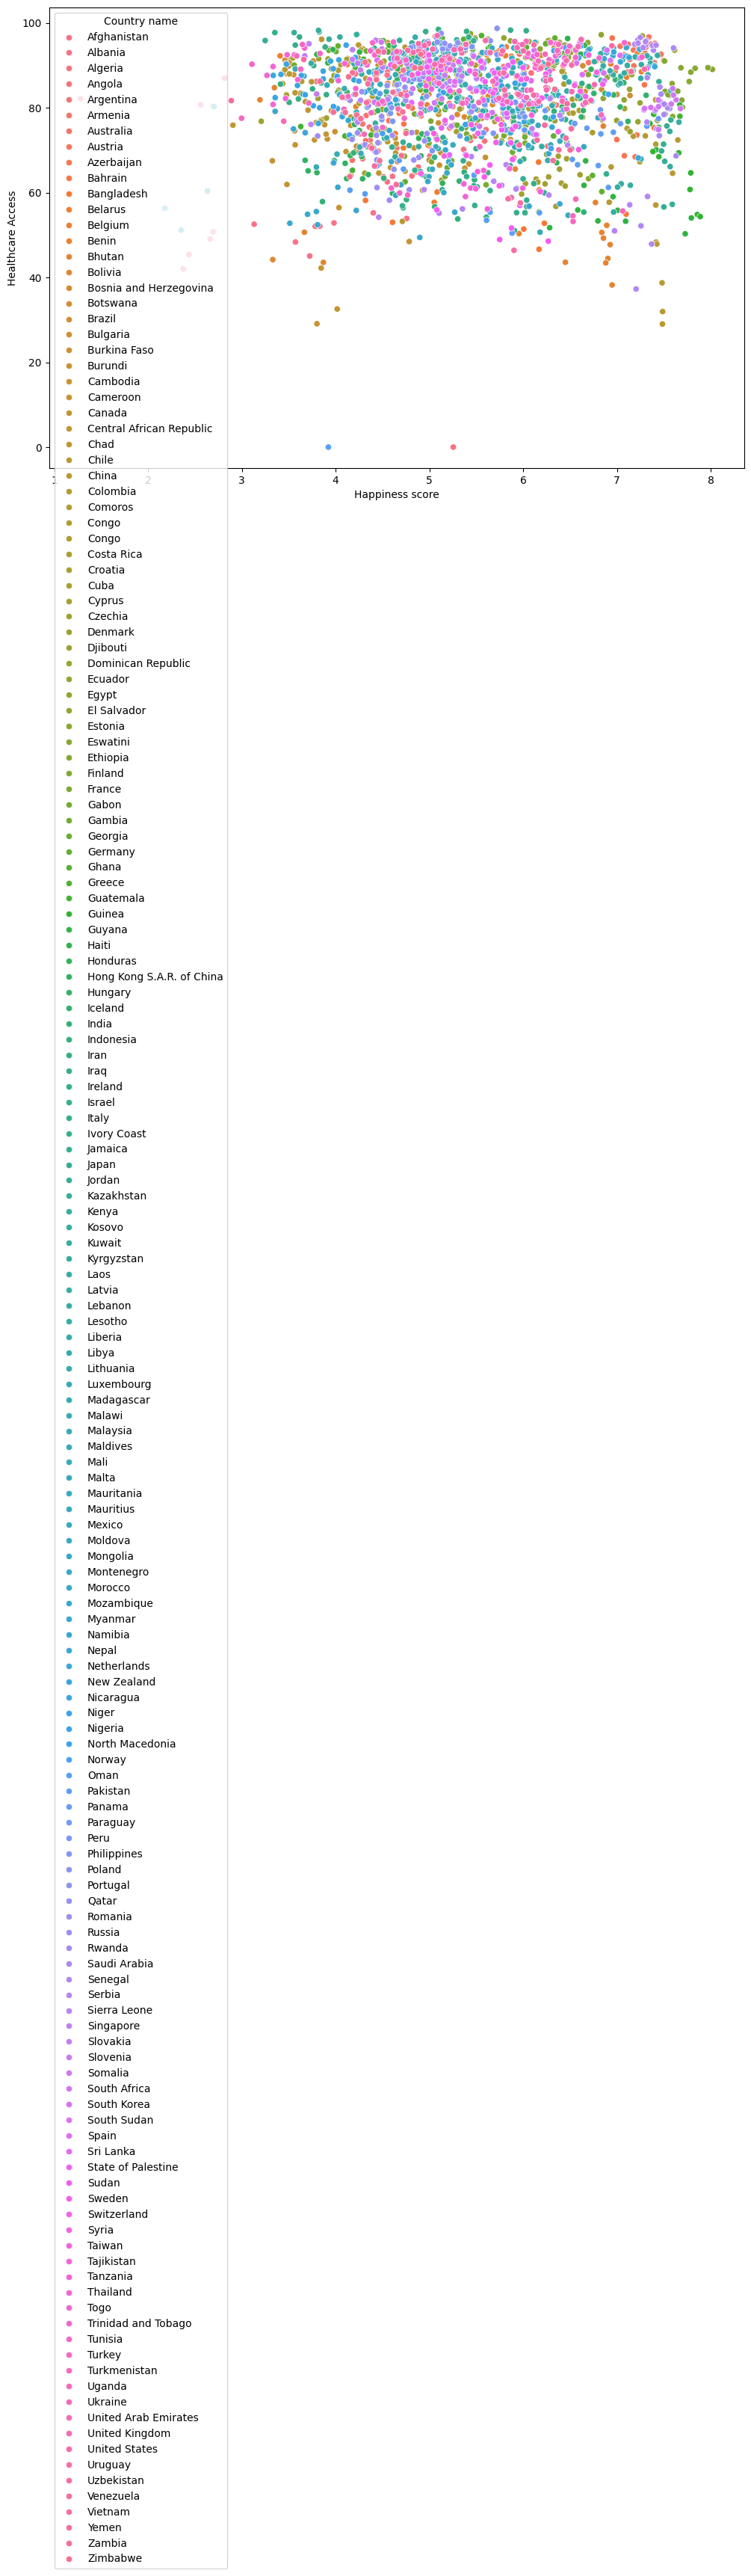 Country name
Afghanistan
Albania
Algeria
Angola
Argentina
Armenia
Australia
Austria
Azerbaijan
Bahrain
Bangladesh
Belarus
Belgium
Benin
Bhutan
Bolivia
Bosnia and Herzegovina
Botswana
Brazil
Bulgaria
Burkina Faso
Burundi
Cambodia
Cameroon
Canada
Central African Republic
Chad
Chile
China
Colombia
Comoros
Congo
Congo
Costa Rica
Croatia
Cuba
Cyprus
Czechia
Denmark
Djibouti
Dominican Republic
Ecuador
Egypt
El Salvador
Estonia
Eswatini
Ethiopia
Finland
France
Gabon
Gambia
Georgia
Germany
Ghana
Greece
Guatemala
Guinea
Guyana
Haiti
Honduras
Hong Kong S.A.R. of China
Hungary
Iceland
India
Indonesia
Iran
Iraq
Ireland
Israel
Italy
Ivory Coast
Jamaica
Japan
Jordan
Kazakhstan
Kenya
Kosovo
Kuwait
Kyrgyzstan
Laos
Latvia
Lebanon
Lesotho
Liberia
Libya
Lithuania
Luxembourg
Madagascar
Malawi
Malaysia
Maldives
Mali
Malta
Mauritania
Mauritius
Mexico
Moldova
Mongolia
Montenegro
Morocco
Mozambique
Myanmar
Namibia
Nepal
Netherlands
New Zealand
Nicaragua
Niger
Nigeria
North Macedonia
Norway
Oman
Pakistan
Panama
Paraguay
Peru
Philippines
Poland
Portugal
Qatar
Romania
Russia
Rwanda
Saudi Arabia
Senegal
Serbia
Sierra Leone
Singapore
Slovakia
Slovenia
Somalia
South Africa
South Korea
South Sudan
Spain
Sri Lanka
State of Palestine
Sudan
Sweden
Switzerland
Syria
Taiwan
Tajikistan
Tanzania
Thailand
Togo
Trinidad and Tobago
Tunisia
Turkey
Turkmenistan
Uganda
Ukraine
United Arab Emirates
United Kingdom
United States
Uruguay
Uzbekistan
Venezuela
Vietnam
Yemen
Zambia
Zimbabwe
100
80
60
40
20
0
Healthcare Access
1 2 3 4 5 6 7 8
Happiness score